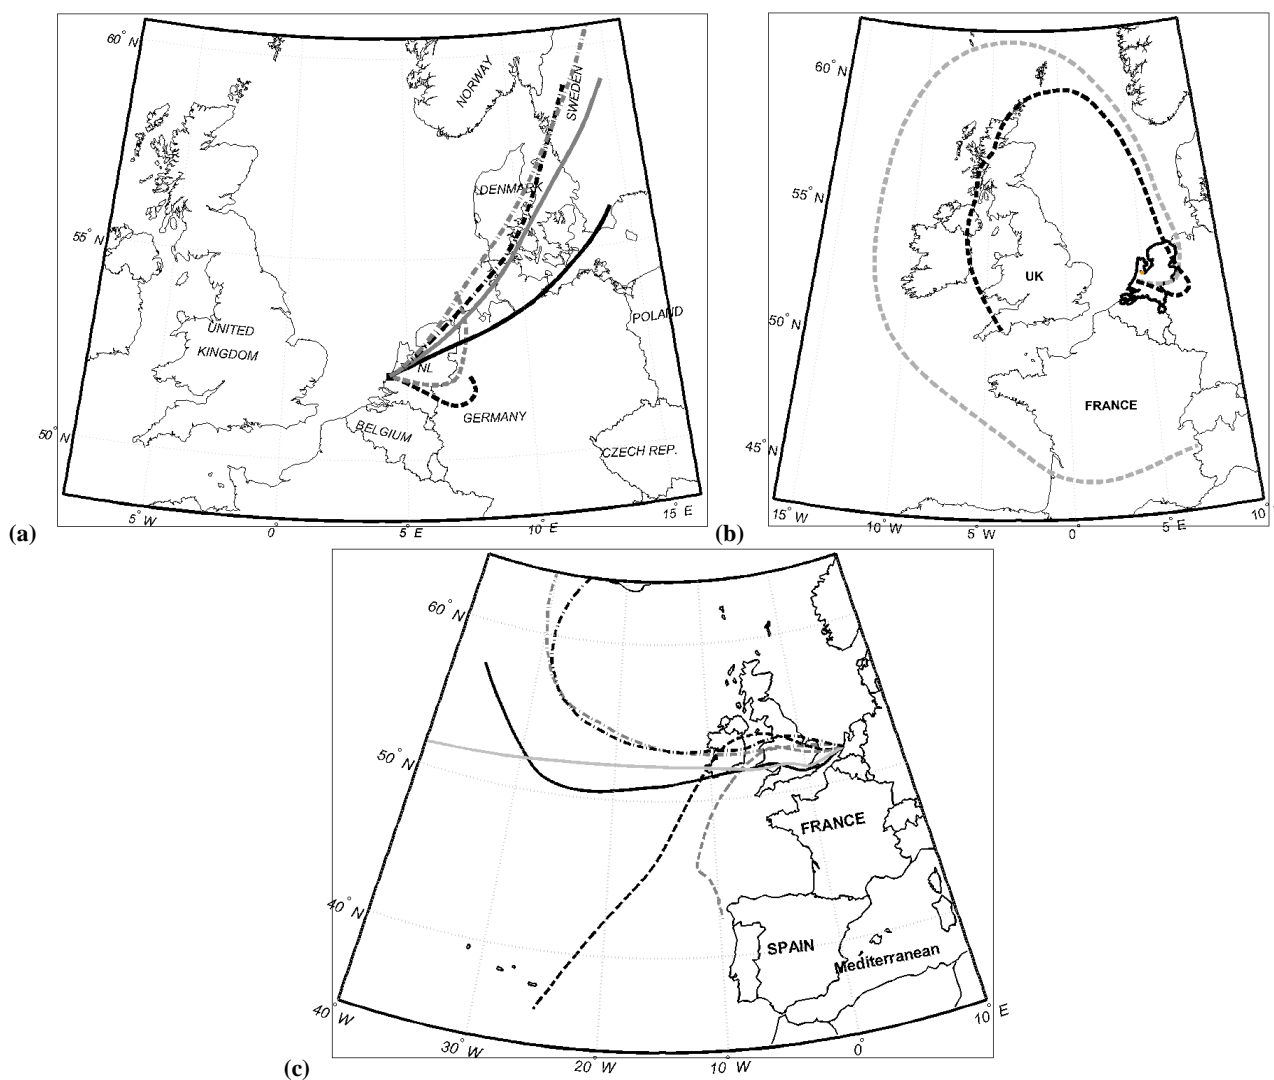 60° N
NORWAY
SWEDEN
DENMARK
55° N
UNITED
KINGDOM
POLAND
NL
GERMANY
BELGIUM
50° N
CZECH REP.
5° W
0°
5° E
10° E
15° E
(a)
60° N
55° N
UK
50° N
FRANCE
45° N
15° W
10° W
5° W
0°
5° E
10°
(b)
60° N
50° N
FRANCE
40° N
SPAIN
Mediterranean
40° W
30° W
20° W
10° W
0°
10° E
(c)